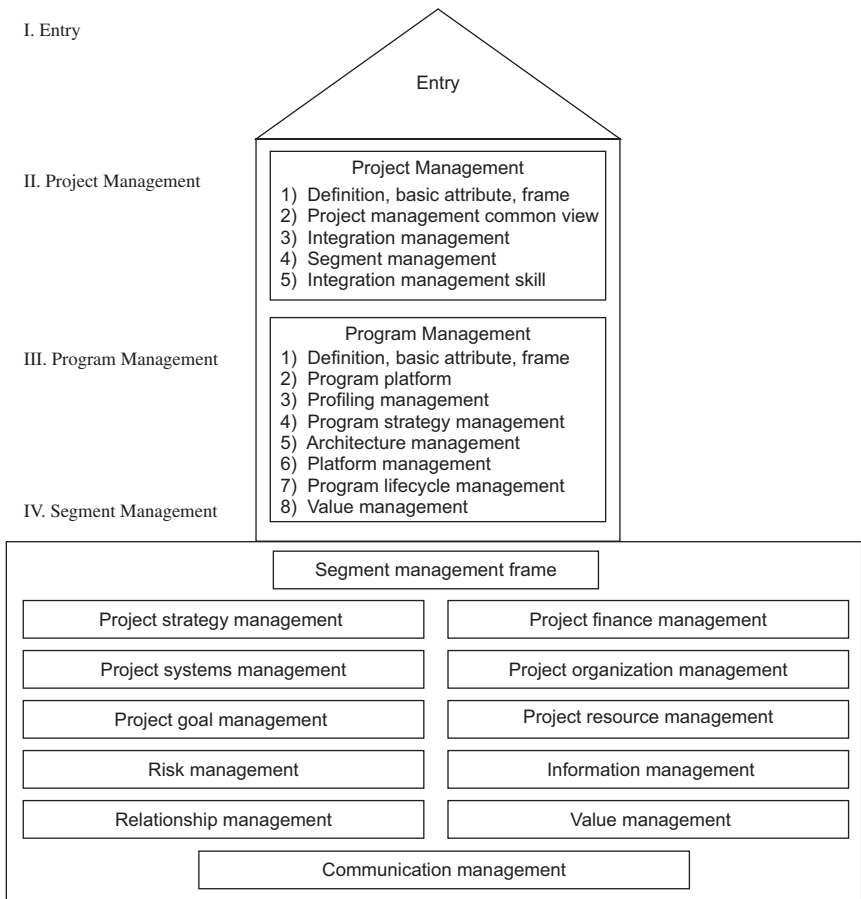 I. Entry
Entry
II. Project Management
Project Management
1) Definition, basic attribute, frame
2) Project management common view
3) Integration management
4) Segment management
5) Integration management skill
III. Program Management
Program Management
1) Definition, basic attribute, frame
2) Program platform
3) Profiling management
4) Program strategy management
5) Architecture management
6) Platform management
7) Program lifecycle management
8) Value management
IV. Segment Management
Segment management frame
Project strategy management
Project finance management
Project systems management
Project organization management
Project goal management
Project resource management
Risk management
Information management
Relationship management
Value management
Communication management